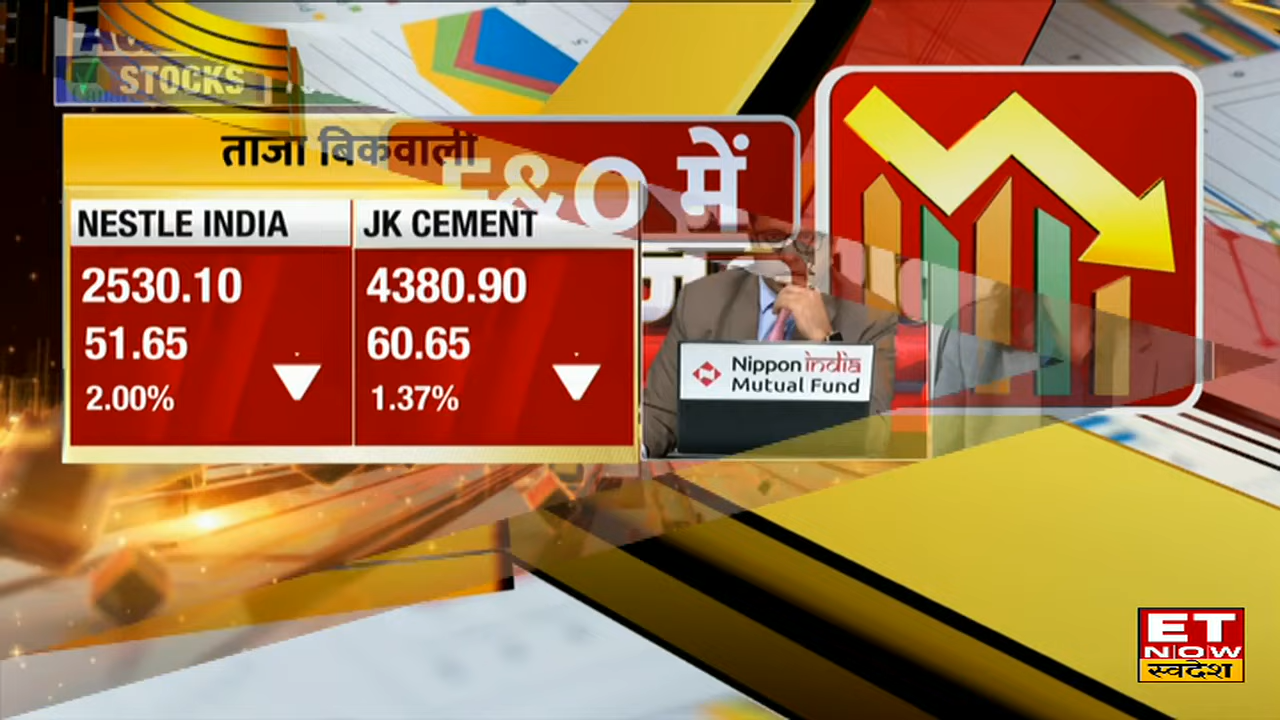 STOCKS
ताजा बिकवाली
F&O में
NESTLE INDIA
2530.10
51.65
2.00%
JK CEMENT
4380.90
60.65
1.37%
Nippon india
Mutual Fund
ET
NOW
स्वदेश